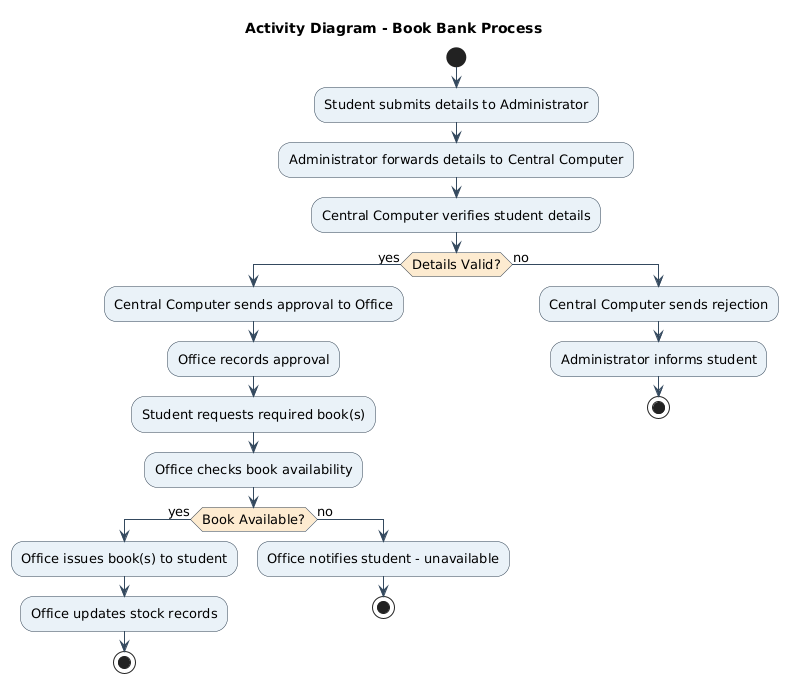 Activity Diagram - Book Bank Process
Student submits details to Administrator
Administrator forwards details to Central Computer
Central Computer verifies student details
yes
Details Valid?
no
Central Computer sends approval to Office
Central Computer sends rejection
Office records approval
Administrator informs student
Student requests required book(s)
Office checks book availability
yes
Book Available?
no
Office issues book(s) to student
Office notifies student - unavailable
Office updates stock records